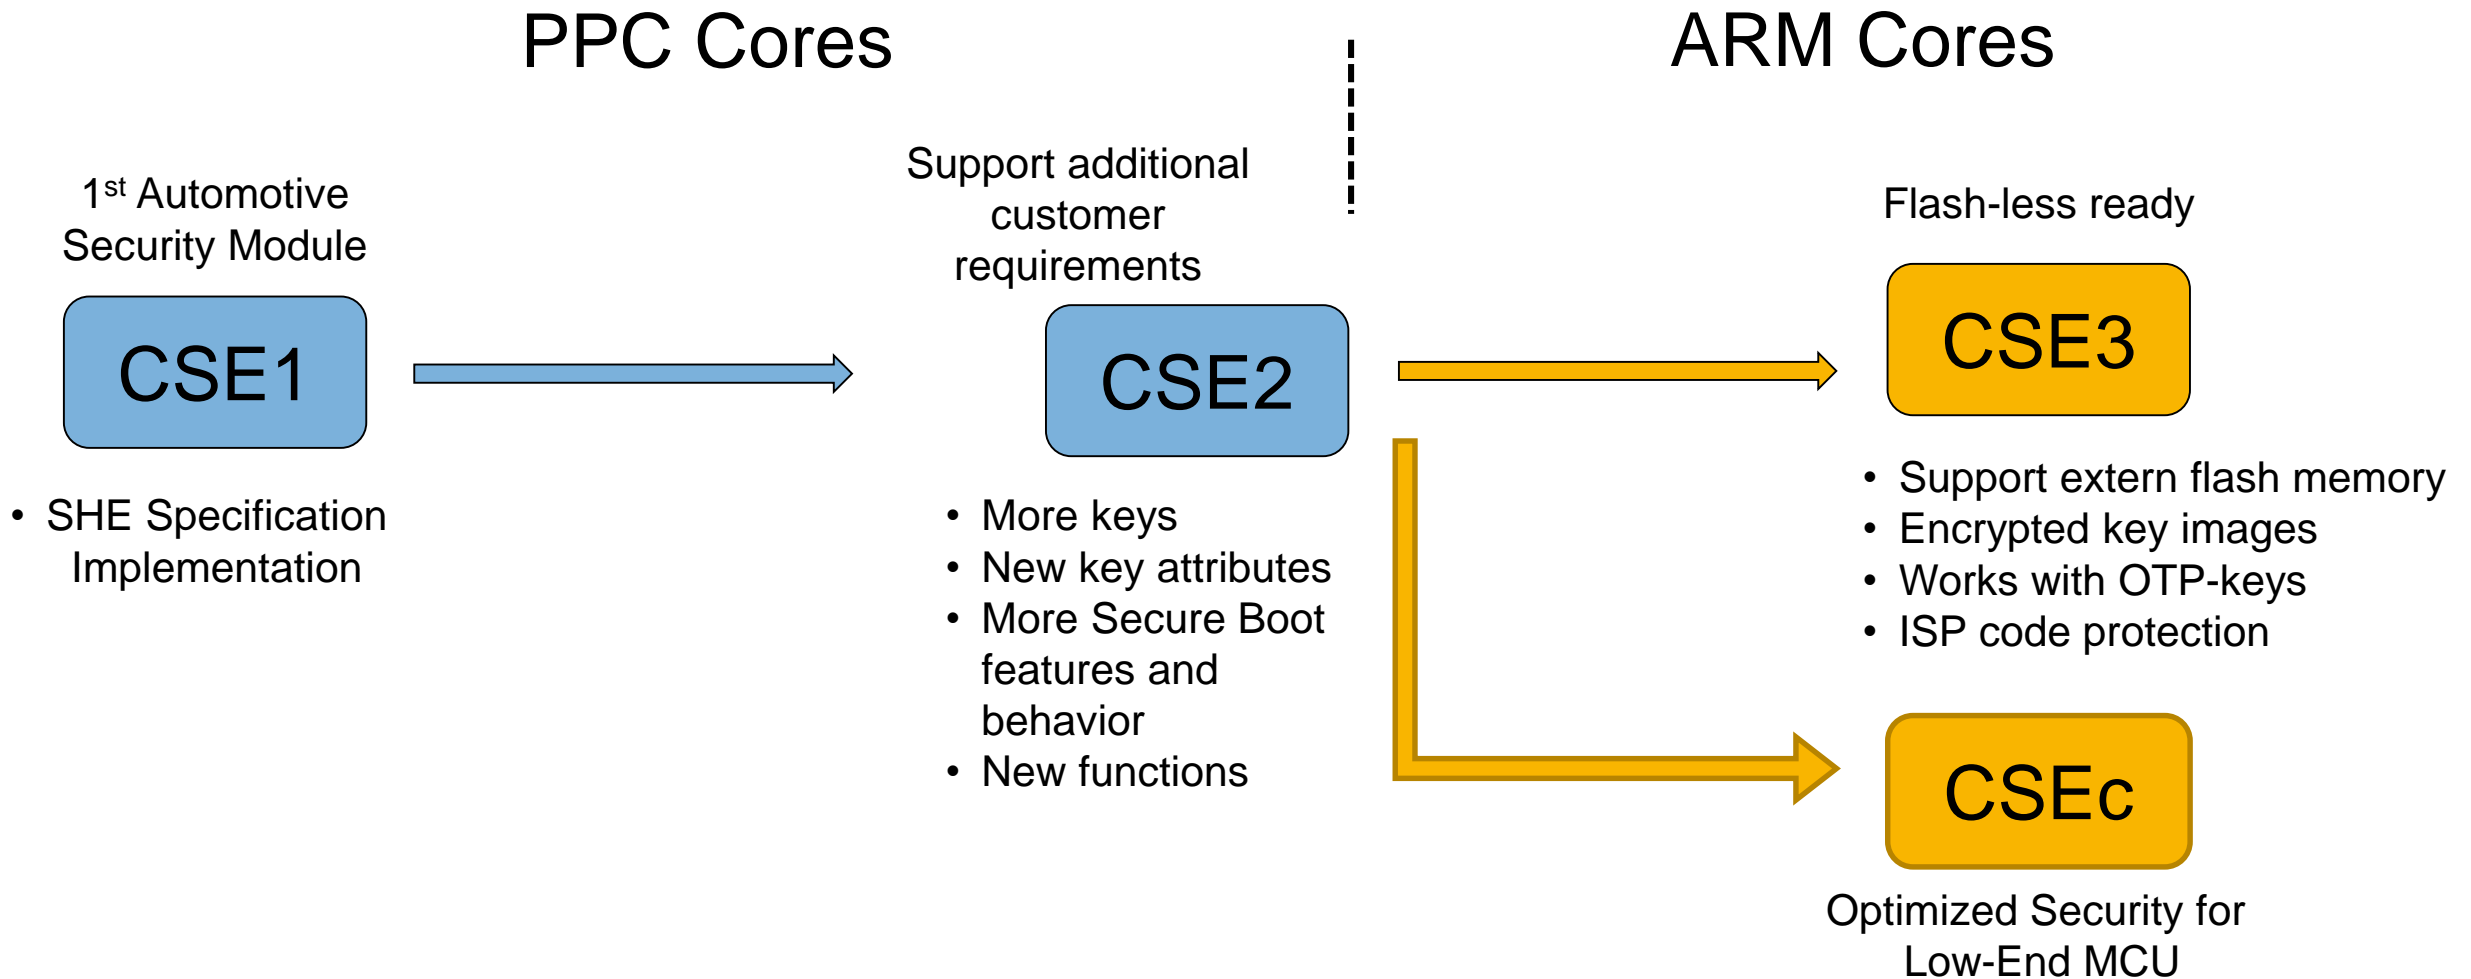 PPC Cores
ARM Cores
1st Automotive
Security Module
CSE1
• SHE Specification
Implementation
Support additional
customer
requirements
CSE2
• More keys
• New key attributes
• More Secure Boot
features and
behavior
• New functions
Flash-less ready
CSE3
• Support extern flash memory
• Encrypted key images
• Works with OTP-keys
• ISP code protection
CSEc
Optimized Security for
Low-End MCU